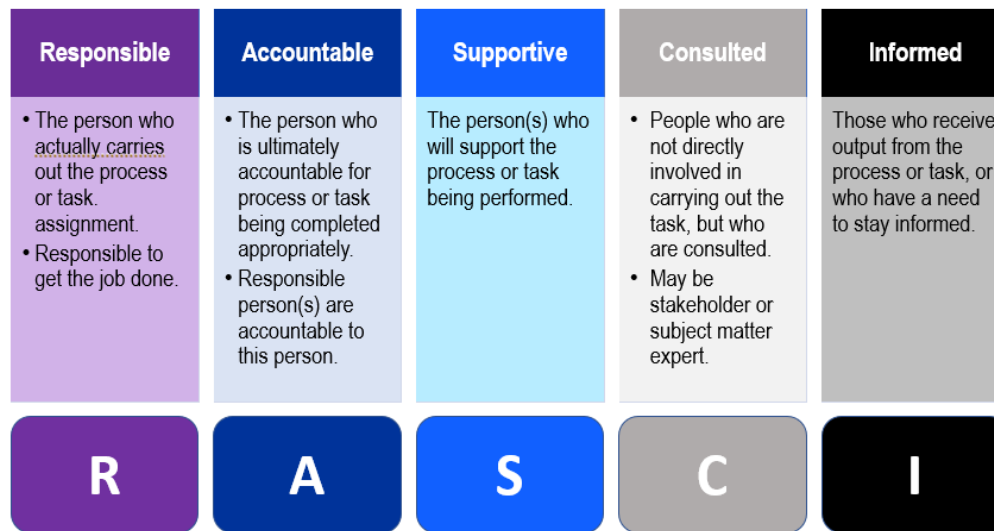 Responsible
Accountable
Supportive
Consulted
Informed
• The person who
actually carries
out the process
or task.
assignment.
• Responsible to
get the job done.
• The person who
is ultimately
accountable for
process or task
being completed
appropriately.
• Responsible
person(s) are
accountable to
this person.
The person(s) who
will support the
process or task
being performed.
• People who are
not directly
involved in
carrying out the
task, but who
are consulted.
• May be
stakeholder or
subject matter
expert.
Those who receive
output from the
process or task, or
who have a need
to stay informed.
R
A
S
C
I